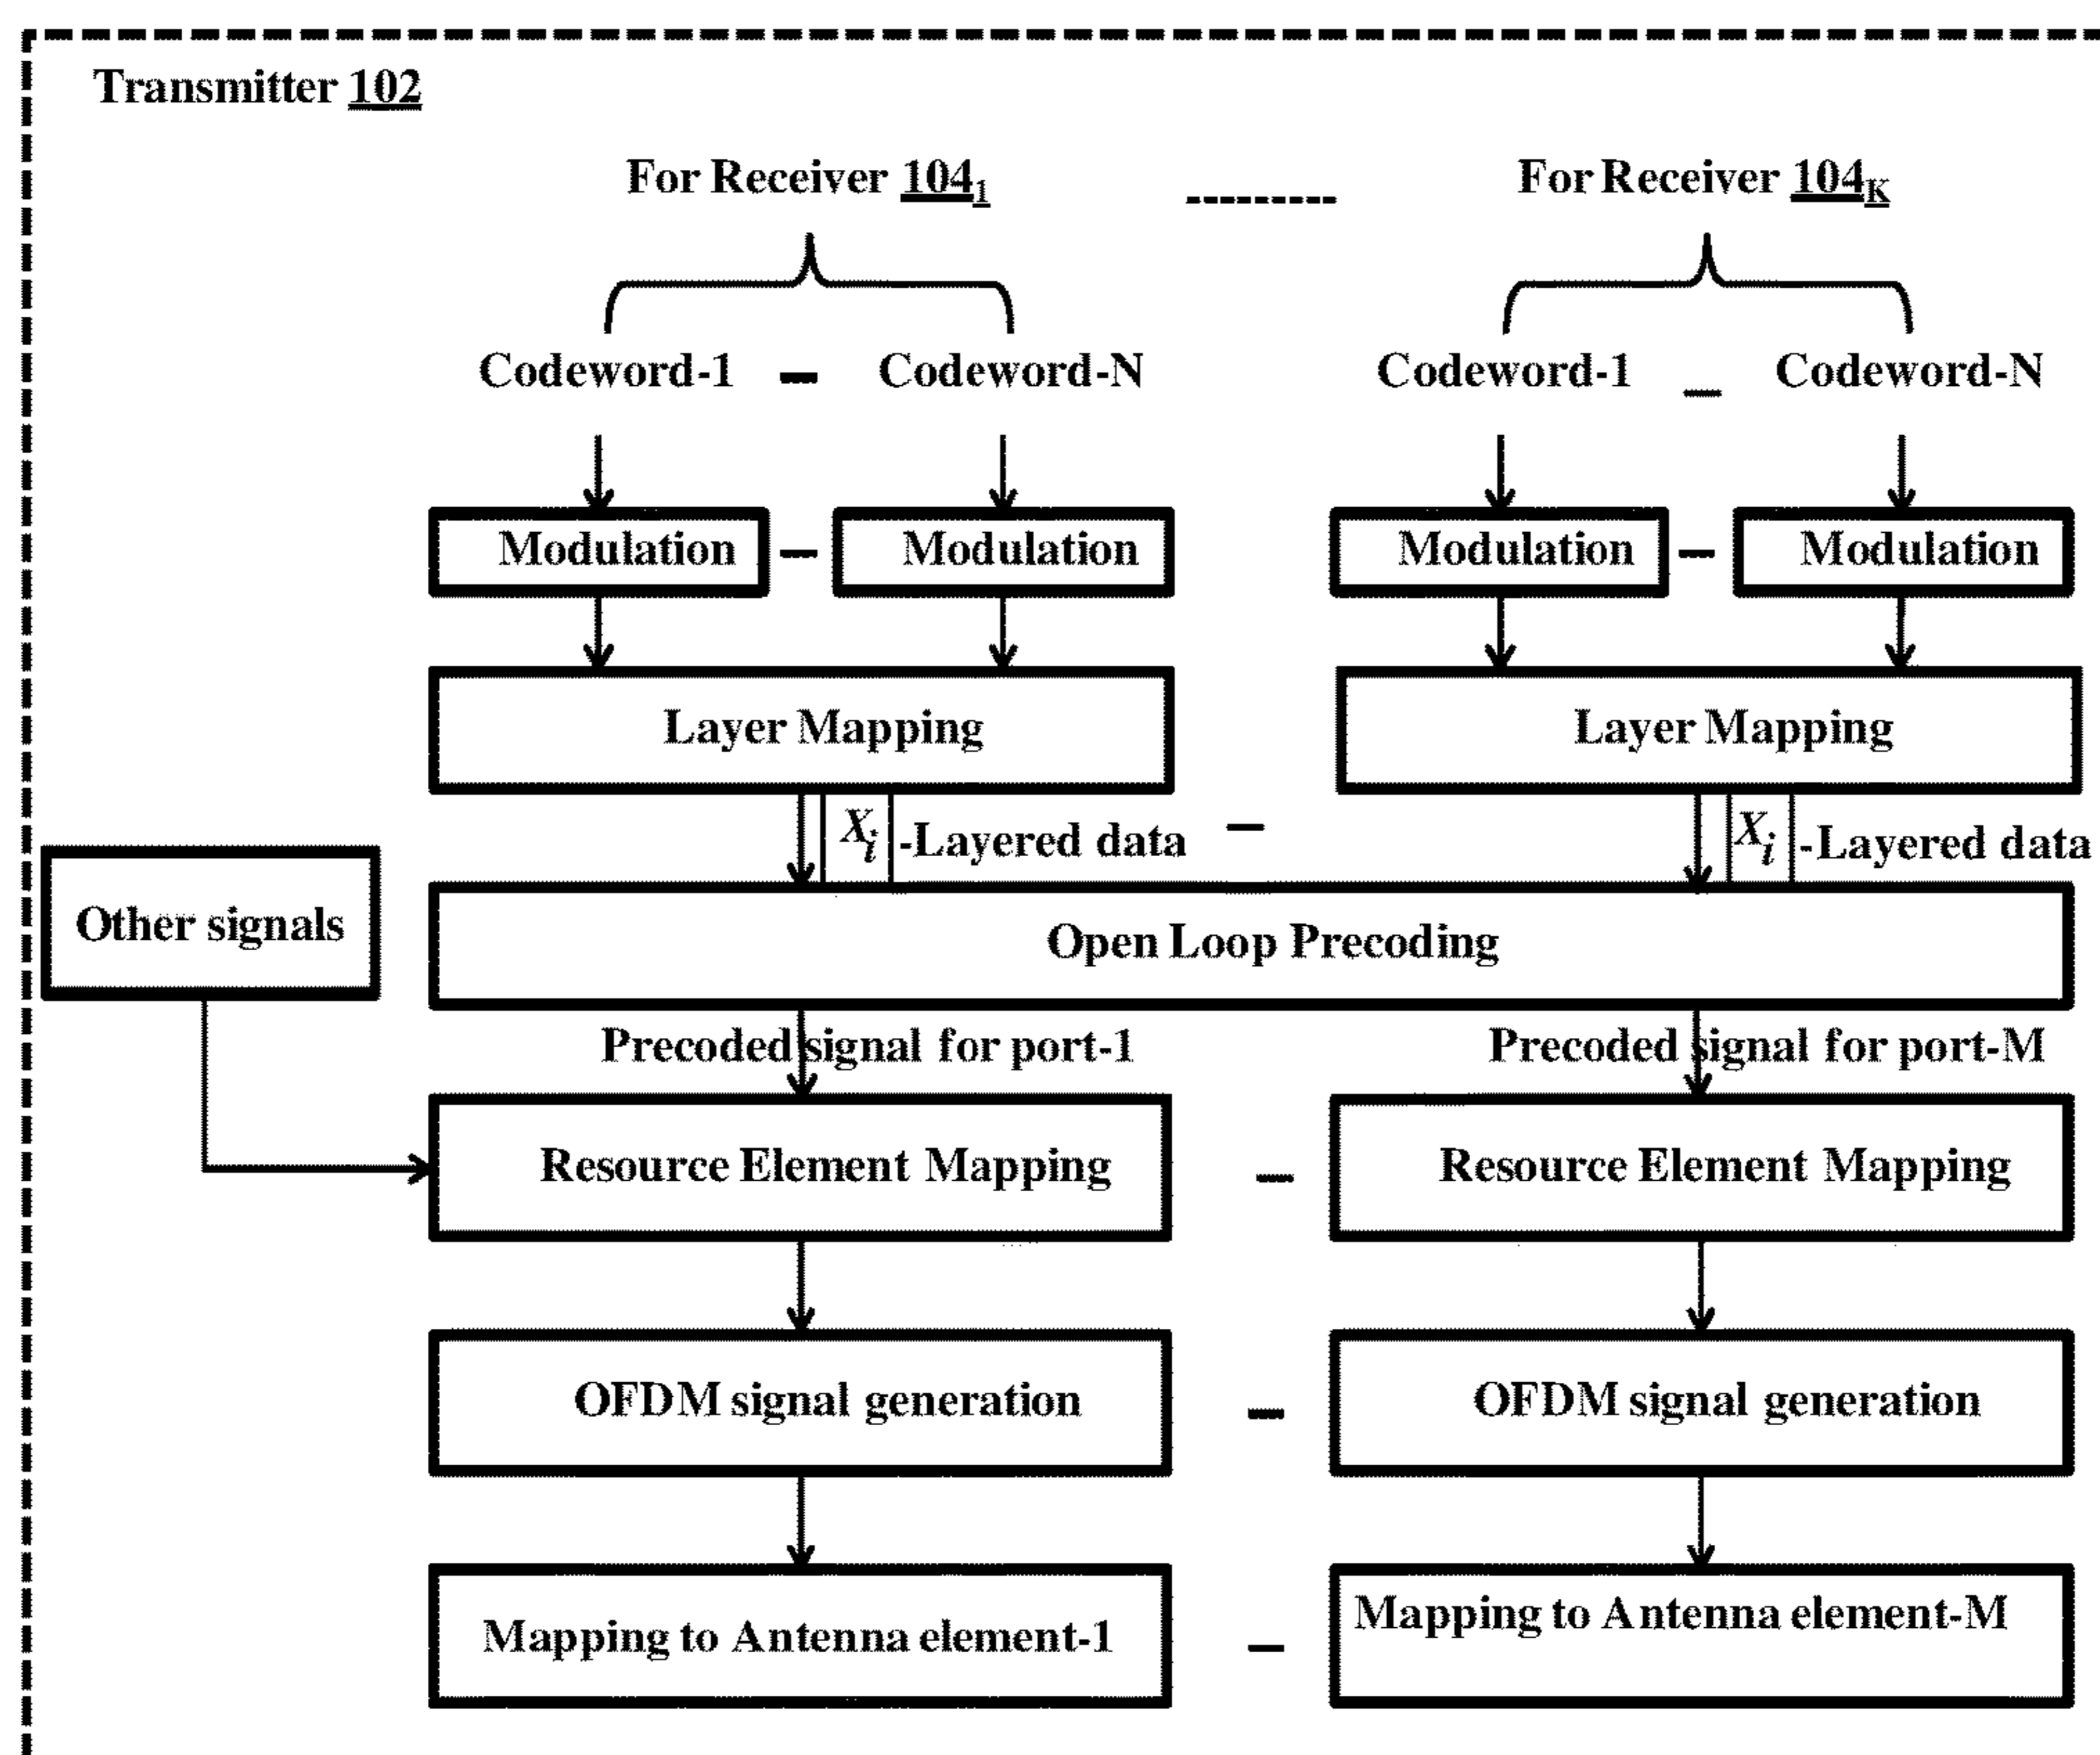 Transmitter 102
For Receiver 104₁ --------- For Receiver 104K
Codeword-1 – Codeword-N Codeword-1 – Codeword-N
Modulation – Modulation Modulation – Modulation
Layer Mapping Layer Mapping
Xi -Layered data – Xi -Layered data
Other signals
Open Loop Precoding
Precoded signal for port-1 Precoded signal for port-M
Resource Element Mapping – Resource Element Mapping
OFDM signal generation – OFDM signal generation
Mapping to Antenna element-1 – Mapping to Antenna element-M